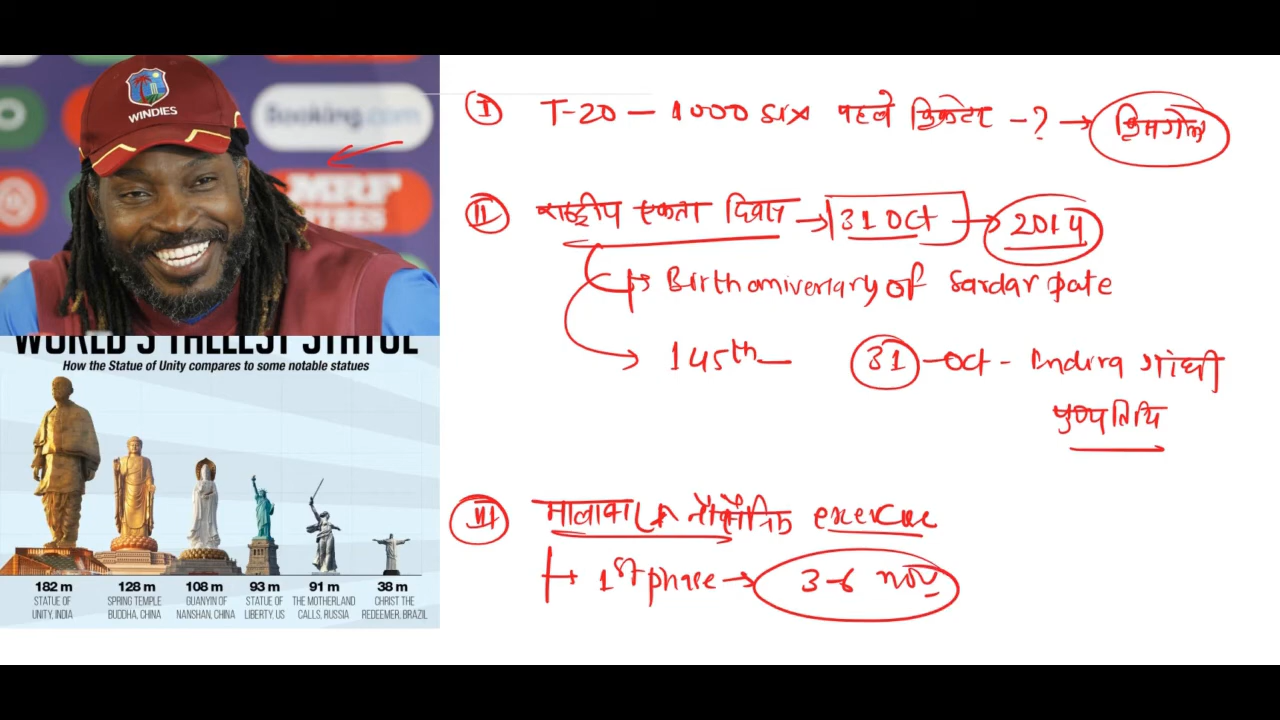 WINDIES
Booking.com
MRF
TYRES
WORLD'S TALLEST STATUE
How the Statue of Unity compares to some notable statues
182 m
STATUE OF
UNITY, INDIA
128 m
SPRING TEMPLE
BUDDHA, CHINA
108 m
GUANYIN OF
NANSHAN, CHINA
93 m
STATUE OF
LIBERTY, US
91 m
THE MOTHERLAND
CALLS, RUSSIA
38 m
CHRIST THE
REDEEMER, BRAZIL
I T-20 — 1000 six पहले क्रिकेटर - ? → क्रिसगेल
II राष्ट्रीय एकता दिवस → 31 Oct → 2014
→ Birth aniversary of Sardar Pate
→ 145th
31 - Oct - Indira गांधी
पुण्यतिथि
III मालाबार नौसैनिक exercise
→ 1st phase → 3-6 nov